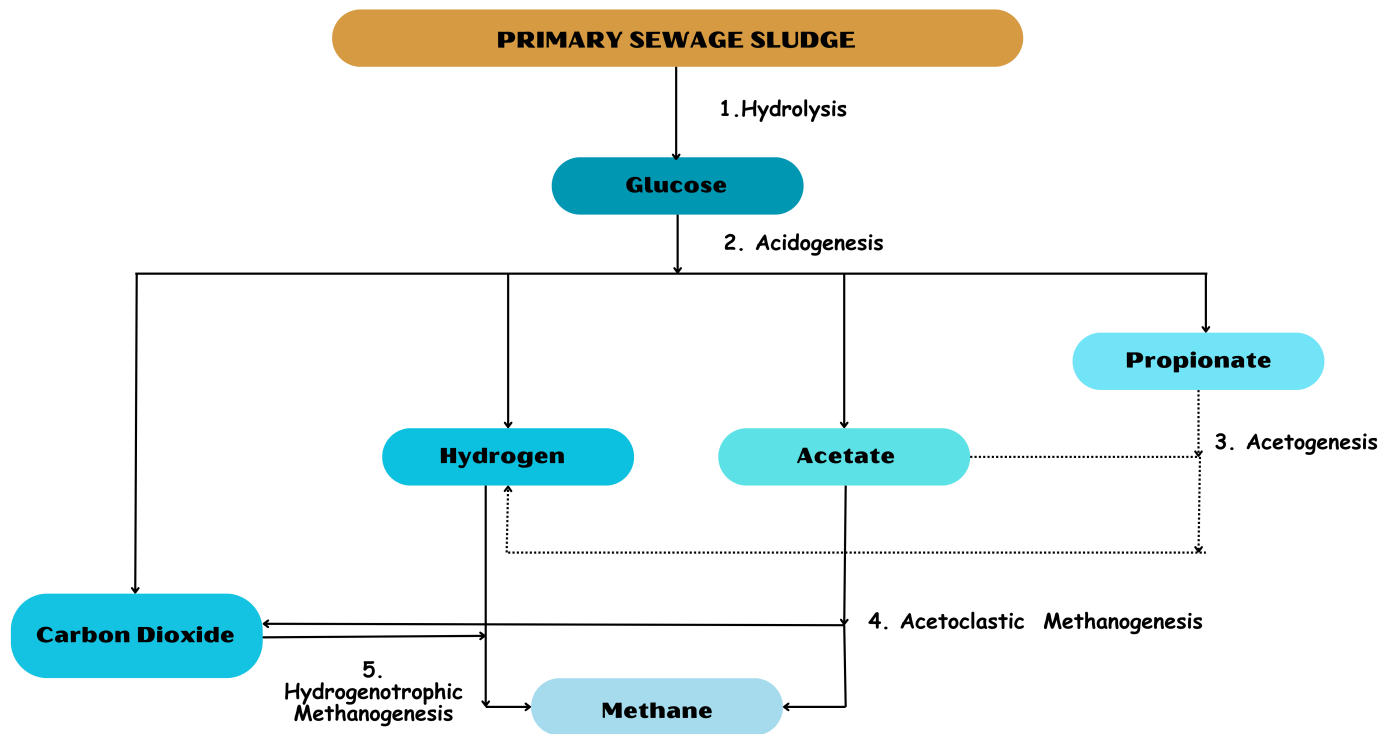 PRIMARY SEWAGE SLUDGE
1.Hydrolysis
Glucose
2. Acidogenesis
Propionate
3. Acetogenesis
Hydrogen
Acetate
4. Acetoclastic Methanogenesis
Carbon Dioxide
5.
Hydrogenotrophic
Methanogenesis
Methane